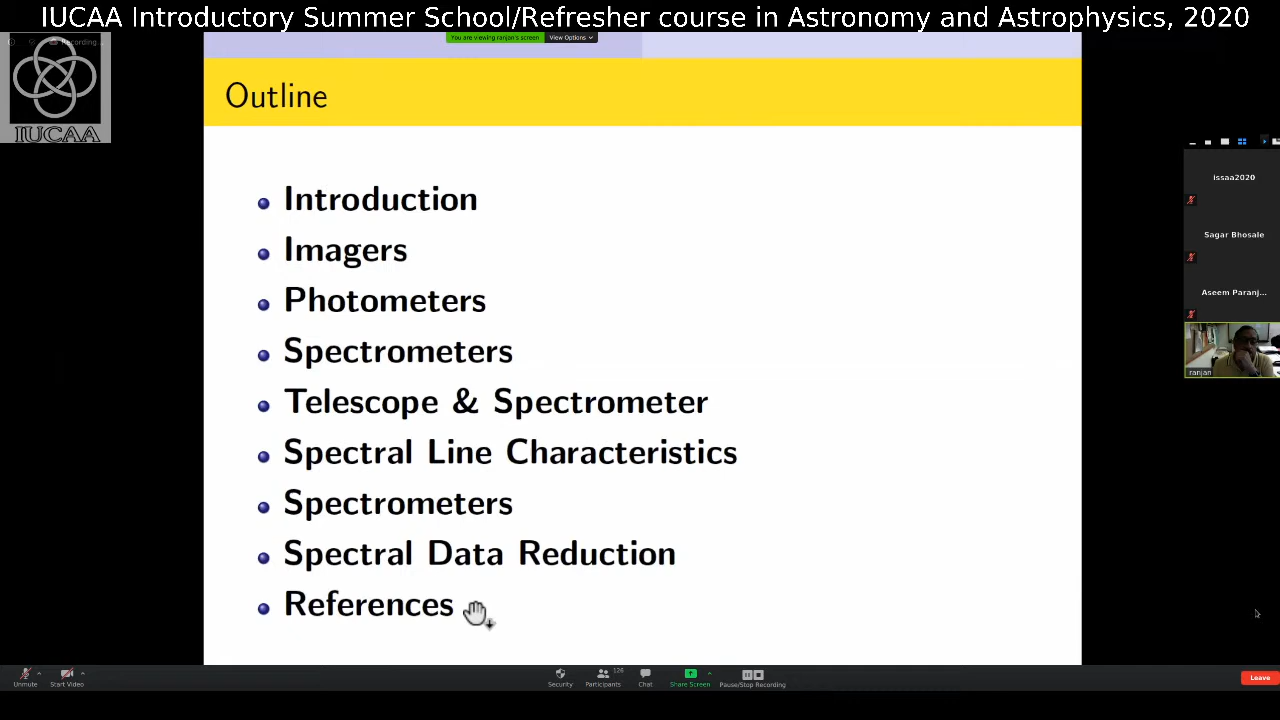 IUCAA Introductory Summer School/Refresher course in Astronomy and Astrophysics, 2020
You are viewing ranjan's screen View Options
Recording...
IUCAA
Outline
Introduction
Imagers
Photometers
Spectrometers
Telescope & Spectrometer
Spectral Line Characteristics
Spectrometers
Spectral Data Reduction
References
issaa2020
Sagar Bhosale
Aseem Paranj...
ranjan
Unmute
Start Video
Security
Participants
126
Chat
Share Screen
Pause/Stop Recording
Leave